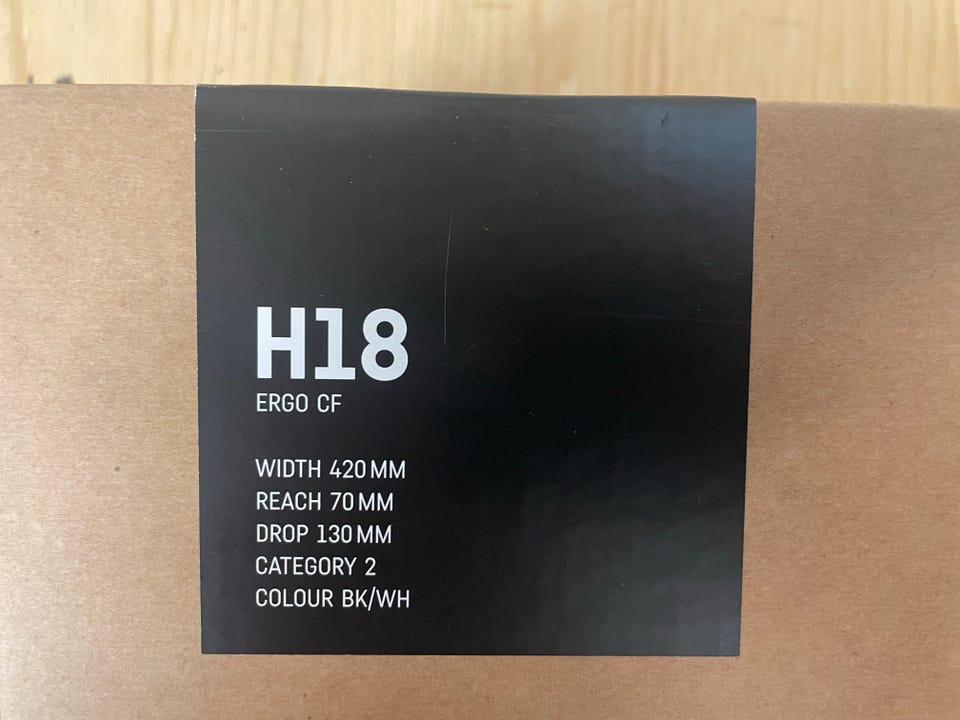 H18
ERGO CF
WIDTH 420 MM
REACH 70 MM
DROP 130 MM
CATEGORY 2
COLOUR BK/WH